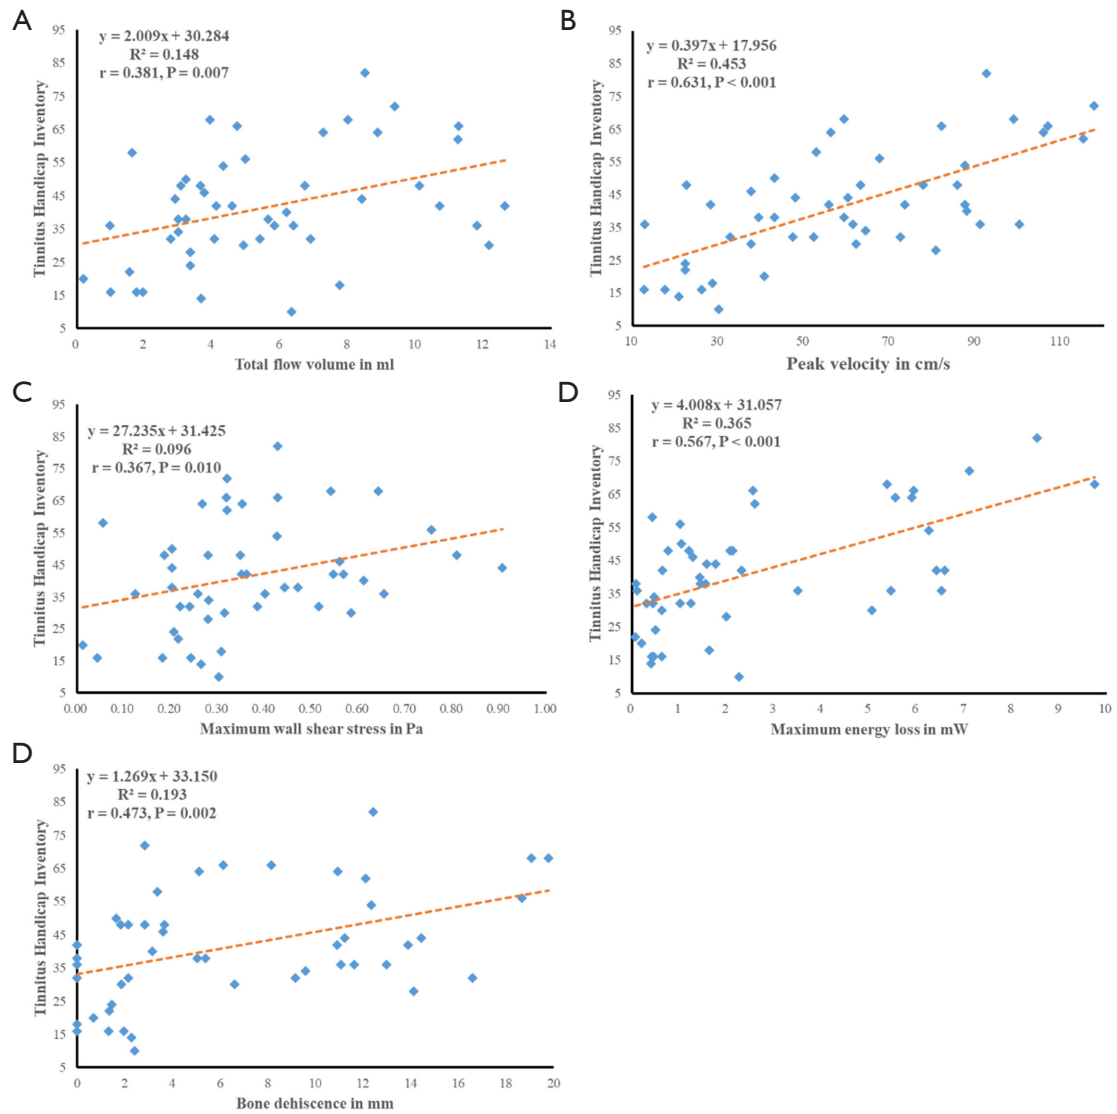 A
y = 2.009x + 30.284
R² = 0.148
r = 0.381, P = 0.007
Tinnitus Handicap Inventory
95
85
75
65
55
45
35
25
15
5
0 2 4 6 8 10 12 14
Total flow volume in ml
B
y = 0.397x + 17.956
R² = 0.453
r = 0.631, P < 0.001
Tinnitus Handicap Inventory
95
85
75
65
55
45
35
25
15
5
10 30 50 70 90 110
Peak velocity in cm/s
C
y = 27.235x + 31.425
R² = 0.096
r = 0.367, P = 0.010
Tinnitus Handicap Inventory
95
85
75
65
55
45
35
25
15
5
0.00 0.10 0.20 0.30 0.40 0.50 0.60 0.70 0.80 0.90 1.00
Maximum wall shear stress in Pa
D
y = 4.008x + 31.057
R² = 0.365
r = 0.567, P < 0.001
Tinnitus Handicap Inventory
95
85
75
65
55
45
35
25
15
5
0 1 2 3 4 5 6 7 8 9 10
Maximum energy loss in mW
D
y = 1.269x + 33.150
R² = 0.193
r = 0.473, P = 0.002
Tinnitus Handicap Inventory
95
85
75
65
55
45
35
25
15
5
0 2 4 6 8 10 12 14 16 18 20
Bone dehiscence in mm